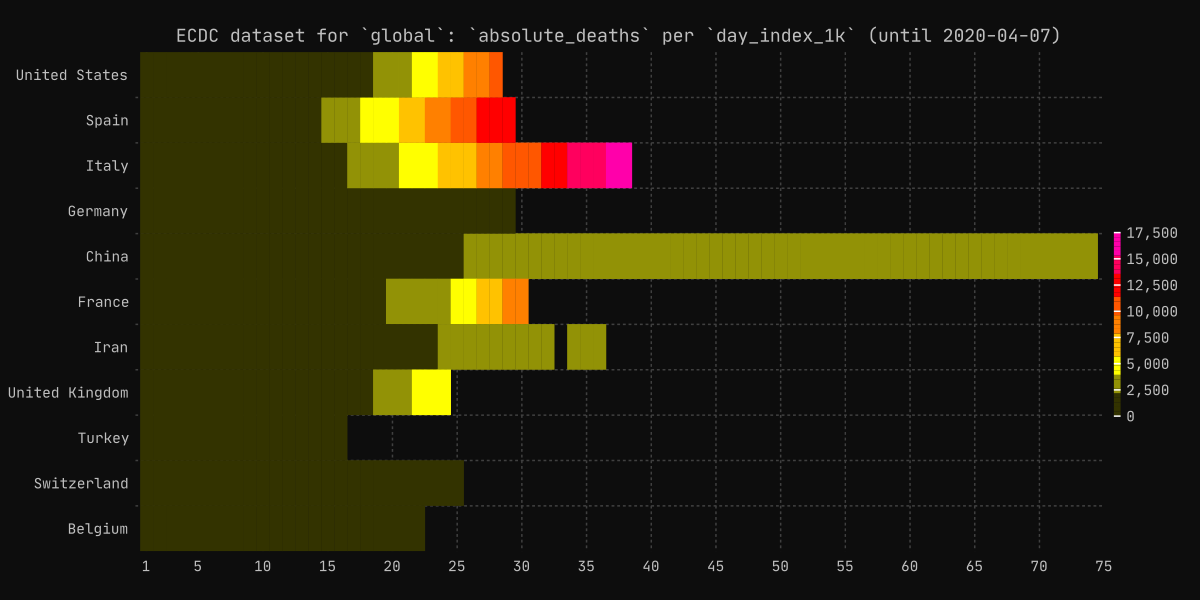 ECDC dataset for `global`: `absolute_deaths` per `day_index_1k` (until 2020-04-07)
United States
Spain
Italy
Germany
China
France
Iran
United Kingdom
Turkey
Switzerland
Belgium
17,500
15,000
12,500
10,000
7,500
5,000
2,500
0
1 5 10 15 20 25 30 35 40 45 50 55 60 65 70 75